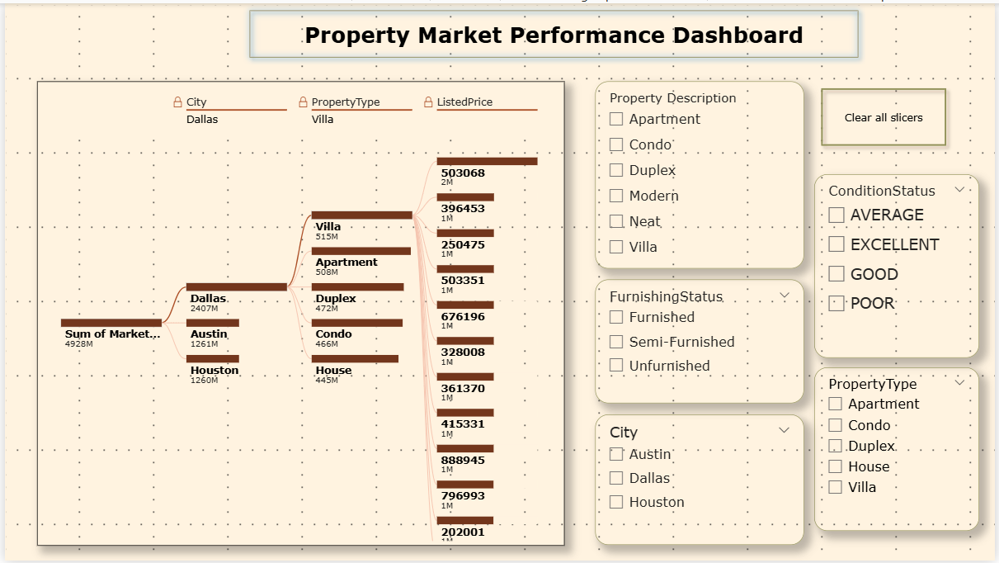 Property Market Performance Dashboard
City
PropertyType
ListedPrice
Dallas
Villa
Sum of Market...
4928M
Dallas
2407M
Austin
1261M
Houston
1260M
Villa
515M
Apartment
508M
Duplex
472M
Condo
466M
House
445M
503068
2M
396453
1M
250475
1M
503351
1M
676196
1M
328008
1M
361370
1M
415331
1M
888945
1M
796993
1M
202001
Property Description
Apartment
Condo
Duplex
Modern
Neat
Villa
FurnishingStatus
Furnished
Semi-Furnished
Unfurnished
City
Austin
Dallas
Houston
Clear all slicers
ConditionStatus
AVERAGE
EXCELLENT
GOOD
POOR
PropertyType
Apartment
Condo
Duplex
House
Villa